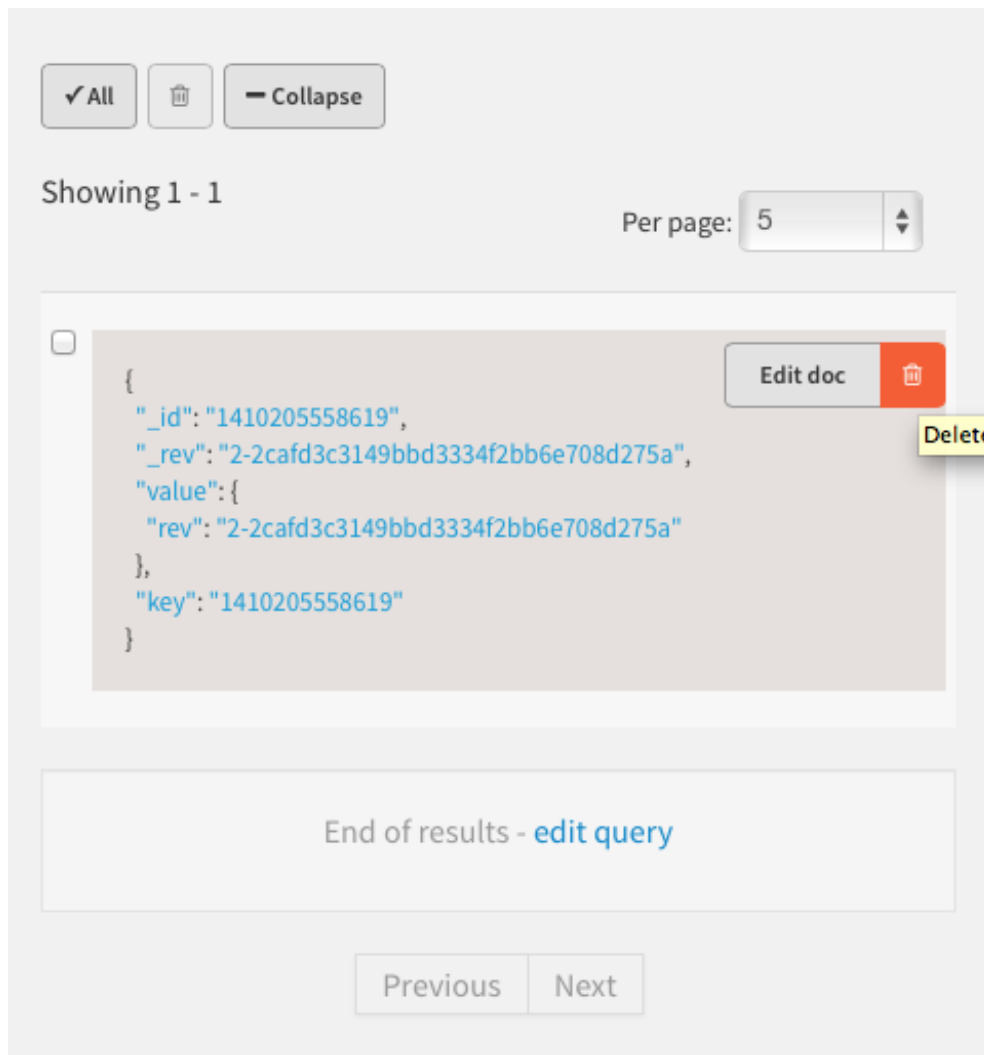 ✓All
– Collapse
Showing 1 - 1
Per page: 5
Edit doc
{
"_id": "1410205558619",
"_rev": "2-2cafd3c3149bbd3334f2bb6e708d275a",
"value": {
"rev": "2-2cafd3c3149bbd3334f2bb6e708d275a"
},
"key": "1410205558619"
}
Delete
End of results - edit query
Previous Next